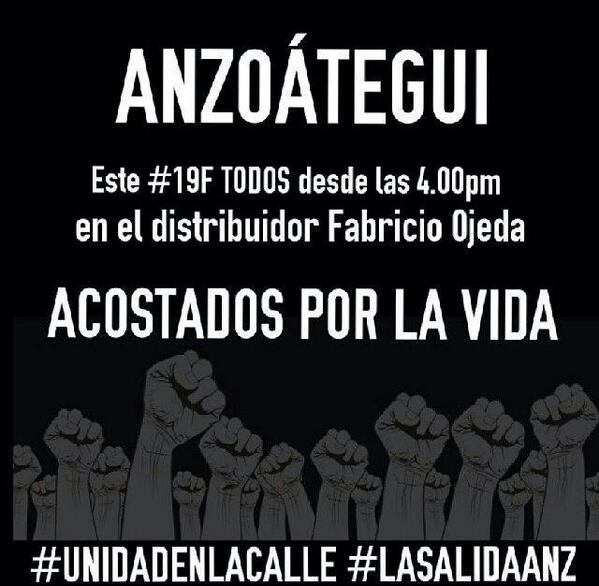 ANZOÁTEGUI
Este #19F TODOS desde las 4.00pm
en el distribuidor Fabricio Ojeda
ACOSTADOS POR LA VIDA
#UNIDADENLACALLE #LASALIDAANZ